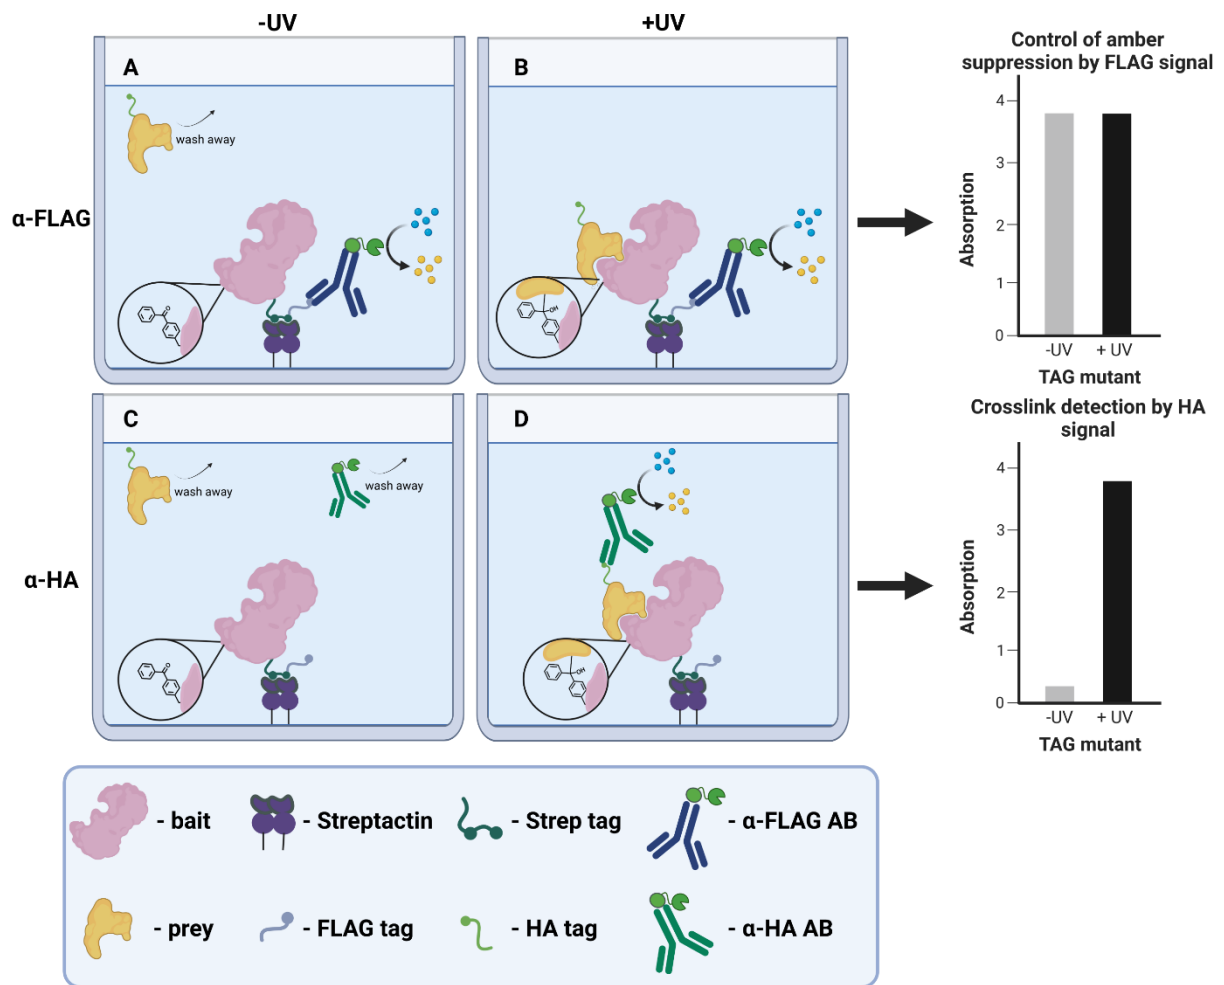 -UV
+UV
A
B
wash away
α-FLAG
OH
O
Control of amber
suppression by FLAG signal
Absorption
4
3
2
1
0
-UV
+ UV
TAG mutant
C
D
wash away
wash away
α-HA
OH
O
Crosslink detection by HA
signal
Absorption
4
3
2
1
0
-UV
+ UV
TAG mutant
- bait
- Streptactin
- Strep tag
- α-FLAG AB
- prey
- FLAG tag
- HA tag
- α-HA AB